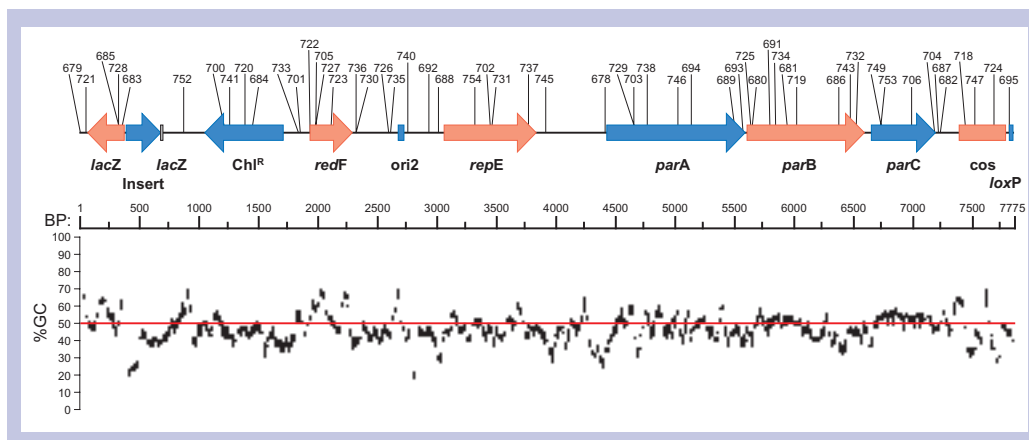 722 691
685 705 740 725 734 732 704 718
679 728 700 720 733 727 736 726 692 702 737 729 738 694 693 681 743 749 687 724
721 683 752 741 684 701 723 730 735 688 754 731 745 678 703 746 689 680 719 686 753 706 682 747 695
lacZ lacZ ChlR redF ori2 repE parA parB parC cos
Insert loxP
BP: 1 500 1000 1500 2000 2500 3000 3500 4000 4500 5000 5500 6000 6500 7000 7500 7775
%GC
100
90
80
70
60
50
40
30
20
10
0